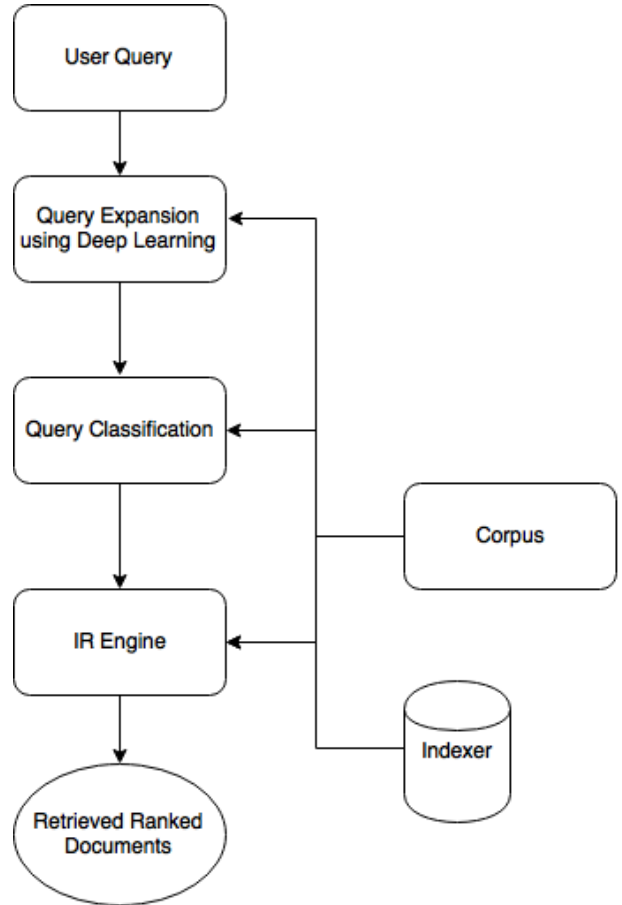 User Query
Query Expansion
using Deep Learning
Query Classification
Corpus
IR Engine
Indexer
Retrieved Ranked
Documents